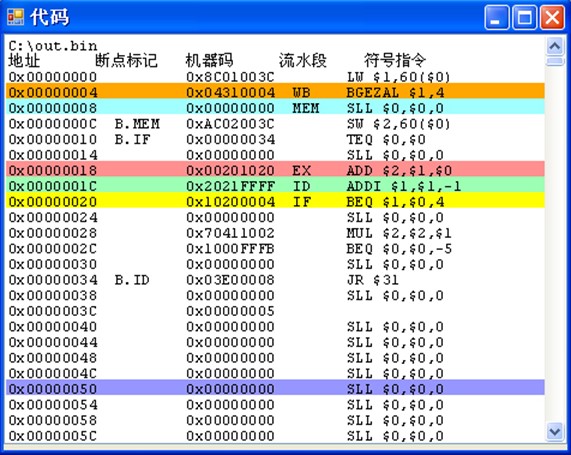 代码
C:\out.bin
地址 断点标记 机器码 流水段 符号指令
0x00000000 0x8C01003C LW $1,60($0)
0x00000004 0x04310004 WB BGEZAL $1,4
0x00000008 0x00000000 MEM SLL $0,$0,0
0x0000000C B.MEM 0xAC02003C SW $2,60($0)
0x00000010 B.IF 0x00000034 TEQ $0,$0
0x00000014 0x00000000 SLL $0,$0,0
0x00000018 0x00201020 EX ADD $2,$1,$0
0x0000001C 0x2021FFFF ID ADDI $1,$1,-1
0x00000020 0x10200004 IF BEQ $1,$0,4
0x00000024 0x00000000 SLL $0,$0,0
0x00000028 0x70411002 MUL $2,$2,$1
0x0000002C 0x1000FFFB BEQ $0,$0,-5
0x00000030 0x00000000 SLL $0,$0,0
0x00000034 B.ID 0x03E00008 JR $31
0x00000038 0x00000000 SLL $0,$0,0
0x0000003C 0x00000005
0x00000040 0x00000000 SLL $0,$0,0
0x00000044 0x00000000 SLL $0,$0,0
0x00000048 0x00000000 SLL $0,$0,0
0x0000004C 0x00000000 SLL $0,$0,0
0x00000050 0x00000000 SLL $0,$0,0
0x00000054 0x00000000 SLL $0,$0,0
0x00000058 0x00000000 SLL $0,$0,0
0x0000005C 0x00000000 SLL $0,$0,0